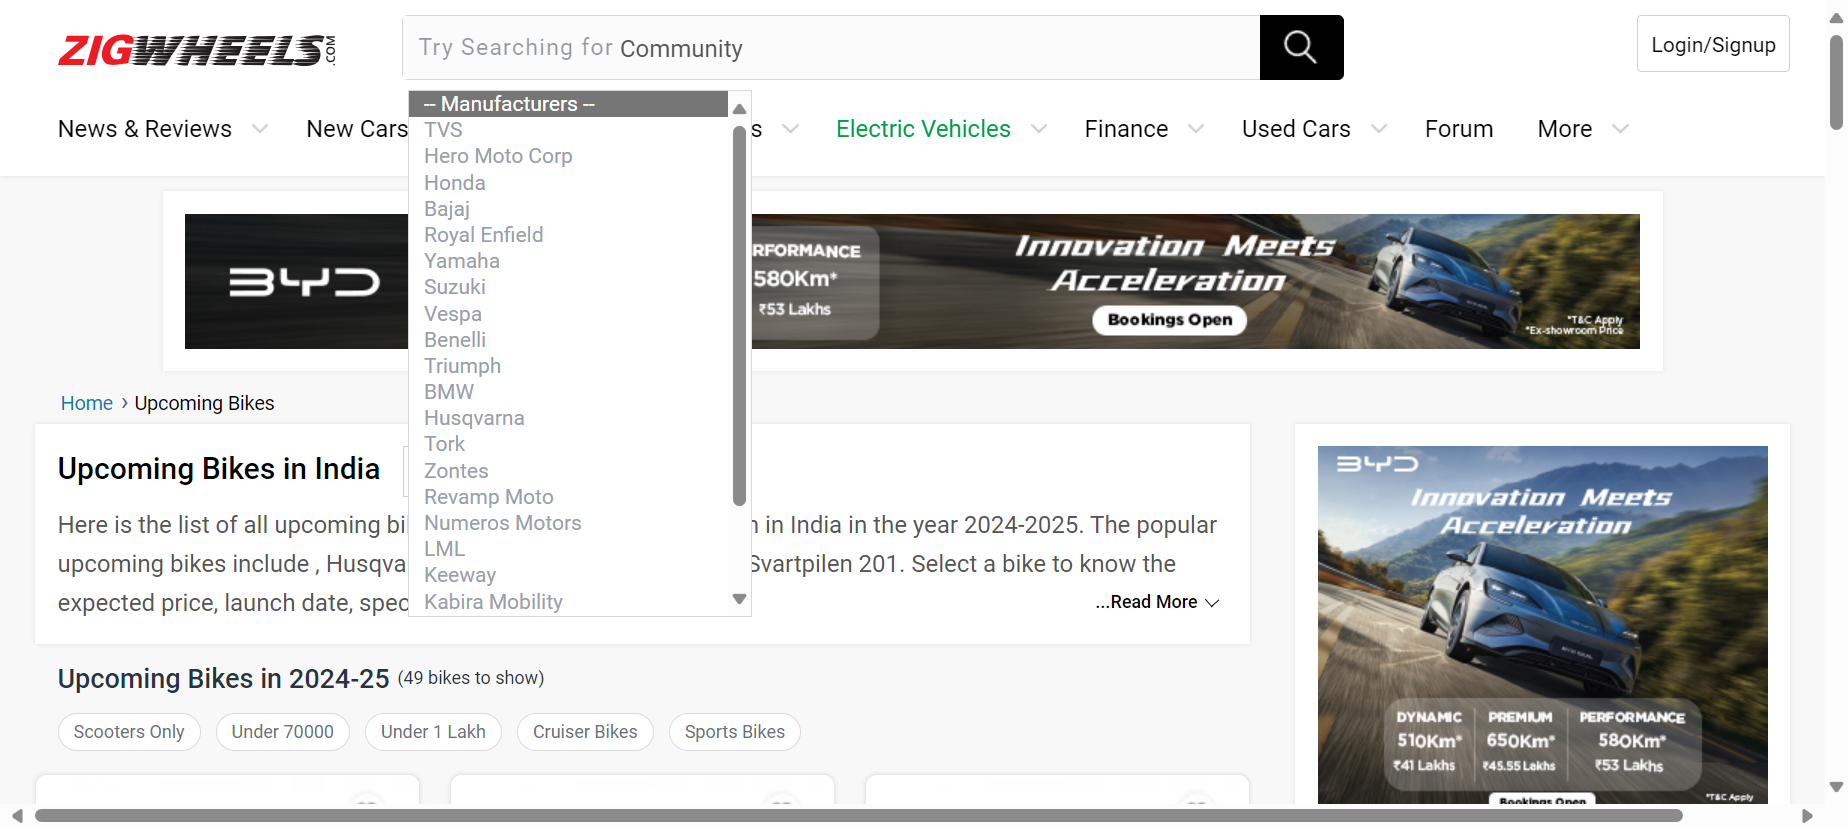 ZIGWHEELS.COM
Try Searching for Community
Login/Signup
News & Reviews
New Cars
s
Electric Vehicles
Finance
Used Cars
Forum
More
-- Manufacturers --
TVS
Hero Moto Corp
Honda
Bajaj
Royal Enfield
Yamaha
Suzuki
Vespa
Benelli
Triumph
BMW
Husqvarna
Tork
Zontes
Revamp Moto
Numeros Motors
LML
Keeway
Kabira Mobility
BYD
RFORMANCE
580Km*
₹53 Lakhs
Innovation Meets
Acceleration
Bookings Open
*T&C Apply
*Ex-showroom Price
Home › Upcoming Bikes
Upcoming Bikes in India
Here is the list of all upcoming bi in India in the year 2024-2025. The popular
upcoming bikes include , Husqva Svartpilen 201. Select a bike to know the
expected price, launch date, spec ...Read More
Upcoming Bikes in 2024-25 (49 bikes to show)
Scooters Only
Under 70000
Under 1 Lakh
Cruiser Bikes
Sports Bikes
BYD
Innovation Meets
Acceleration
DYNAMIC PREMIUM PERFORMANCE
510Km* 650Km* 580Km*
₹41 Lakhs ₹45.55 Lakhs ₹53 Lakhs
Bookings Open
*T&C Apply